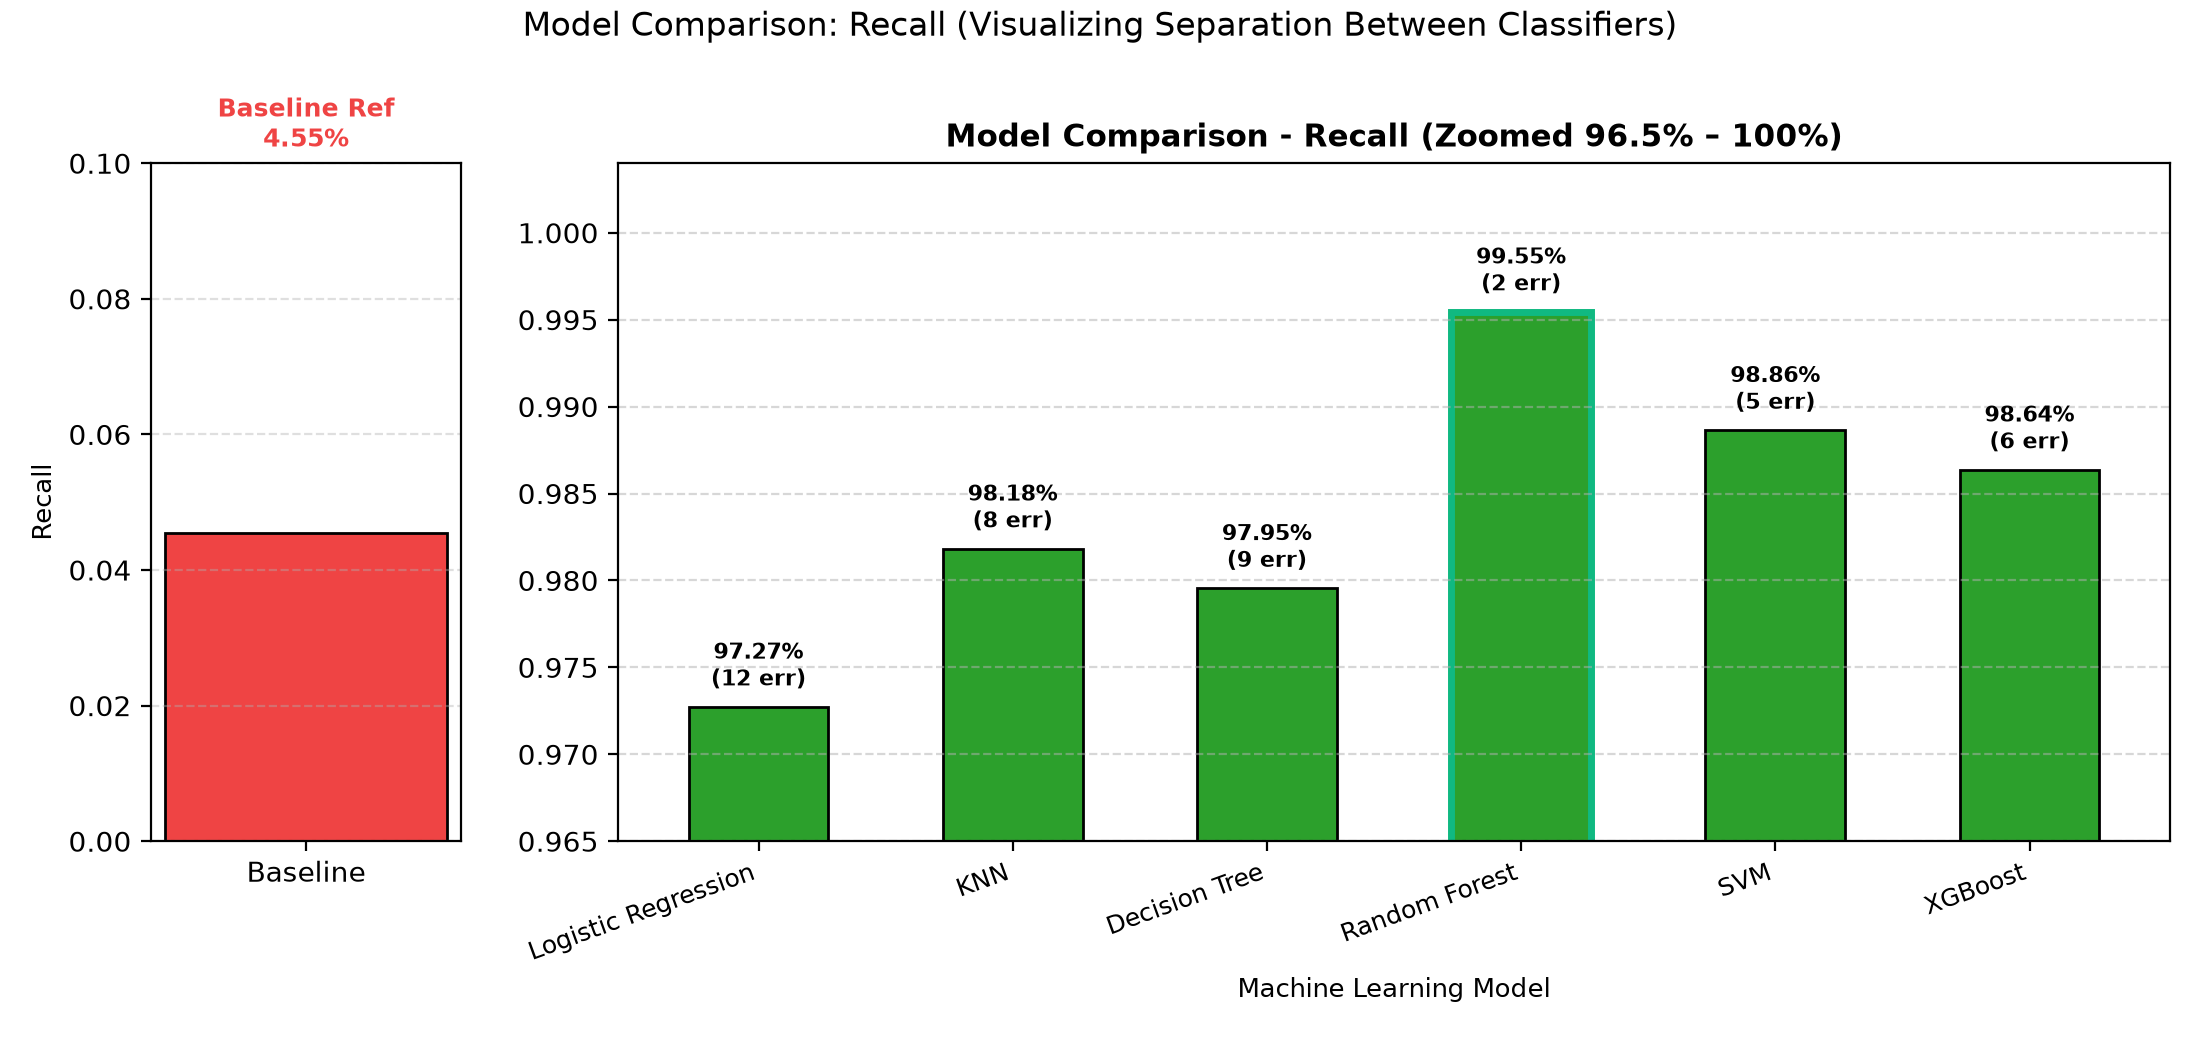 Model Comparison: Recall (Visualizing Separation Between Classifiers)
Baseline Ref
4.55%
0.10
0.08
0.06
0.04
0.02
0.00
Recall
Baseline
Model Comparison - Recall (Zoomed 96.5% – 100%)
1.000
0.995
0.990
0.985
0.980
0.975
0.970
0.965
97.27%
(12 err)
98.18%
(8 err)
97.95%
(9 err)
99.55%
(2 err)
98.86%
(5 err)
98.64%
(6 err)
Logistic Regression
KNN
Decision Tree
Random Forest
SVM
XGBoost
Machine Learning Model